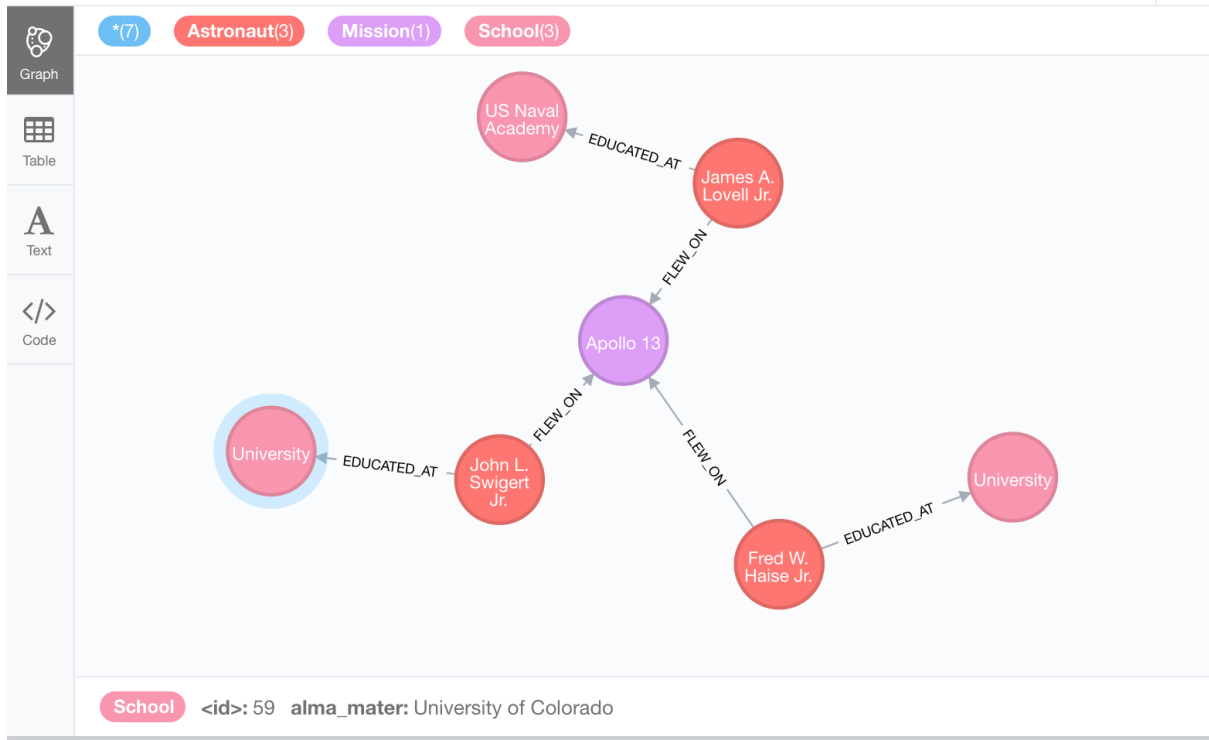 Graph
Table
Text
Code
*(7) Astronaut(3) Mission(1) School(3)
US Naval
Academy
EDUCATED_AT
James A.
Lovell Jr.
FLEW_ON
Apollo 13
FLEW_ON
FLEW_ON
University
EDUCATED_AT
John L.
Swigert
Jr.
University
EDUCATED_AT
Fred W.
Haise Jr.
School <id>: 59 alma_mater: University of Colorado